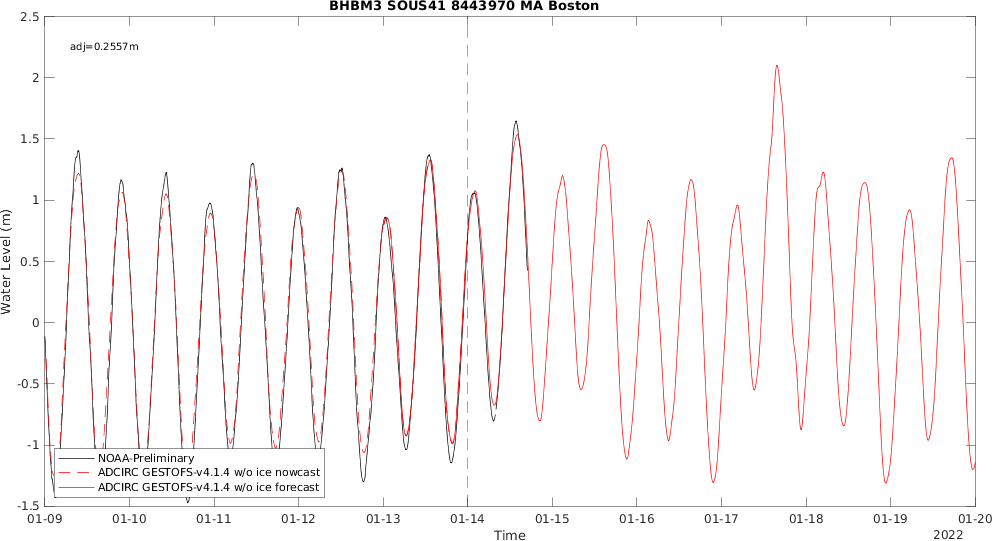 BHBM3 SOUS41 8443970 MA Boston
adj=0.2557m
2.5
2
1.5
1
0.5
0
-0.5
-1
-1.5
Water Level (m)
NOAA-Preliminary
ADCIRC GESTOFS-v4.1.4 w/o ice nowcast
ADCIRC GESTOFS-v4.1.4 w/o ice forecast
01-09 01-10 01-11 01-12 01-13 01-14 01-15 01-16 01-17 01-18 01-19 01-20
Time
2022